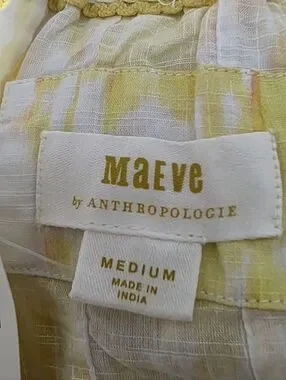 MaEve
by ANTHROPOLOGIE
MEDIUM
MADE IN
INDIA